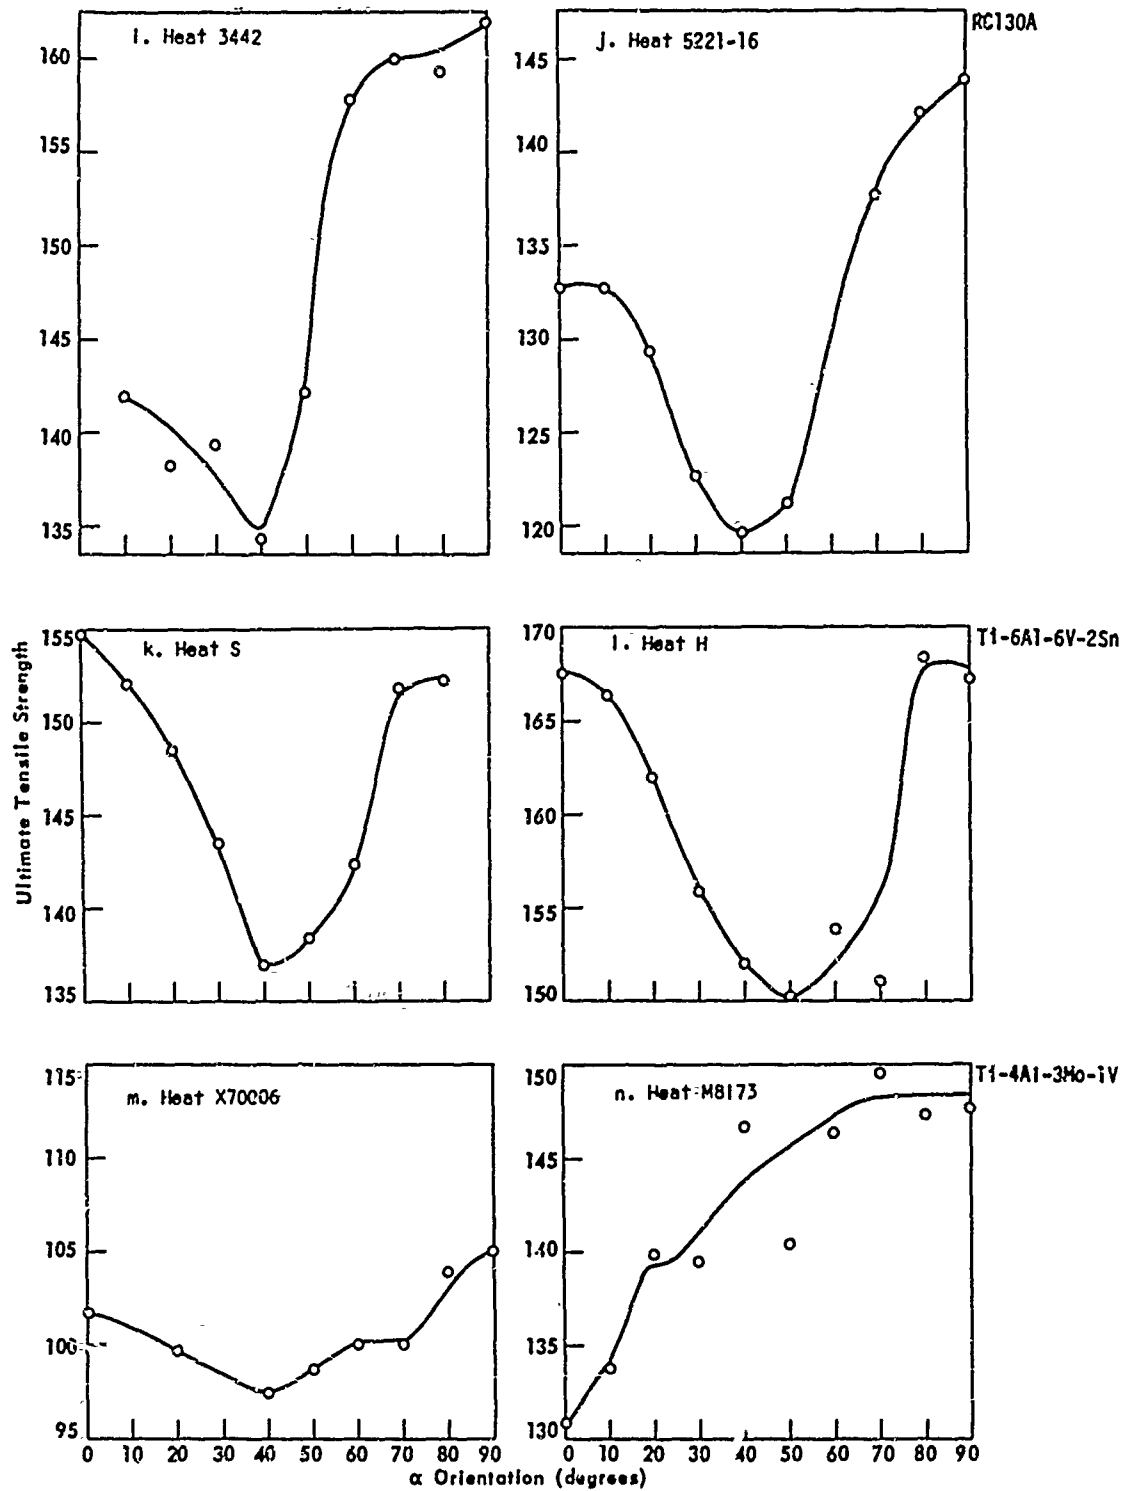 i. Heat 3442
160
155
150
145
140
135
j. Heat 5221-16
RC130A
145
140
135
130
125
120
Ultimate Tensile Strength
k. Heat S
155
150
145
140
135
l. Heat H
Ti-6Al-6V-2Sn
170
165
160
155
150
m. Heat X70006
115
110
105
100
95
0 10 20 30 40 50 60 70 80 90
n. Heat M8173
Ti-4Al-3Mo-1V
150
145
140
135
130
0 10 20 30 40 50 60 70 80 90
α Orientation (degrees)